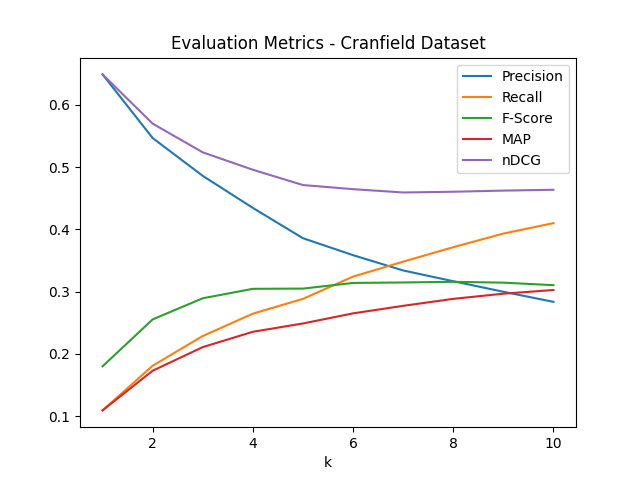 Evaluation Metrics - Cranfield Dataset
Precision
Recall
F-Score
MAP
nDCG
0.6
0.5
0.4
0.3
0.2
0.1
2 4 6 8 10
k